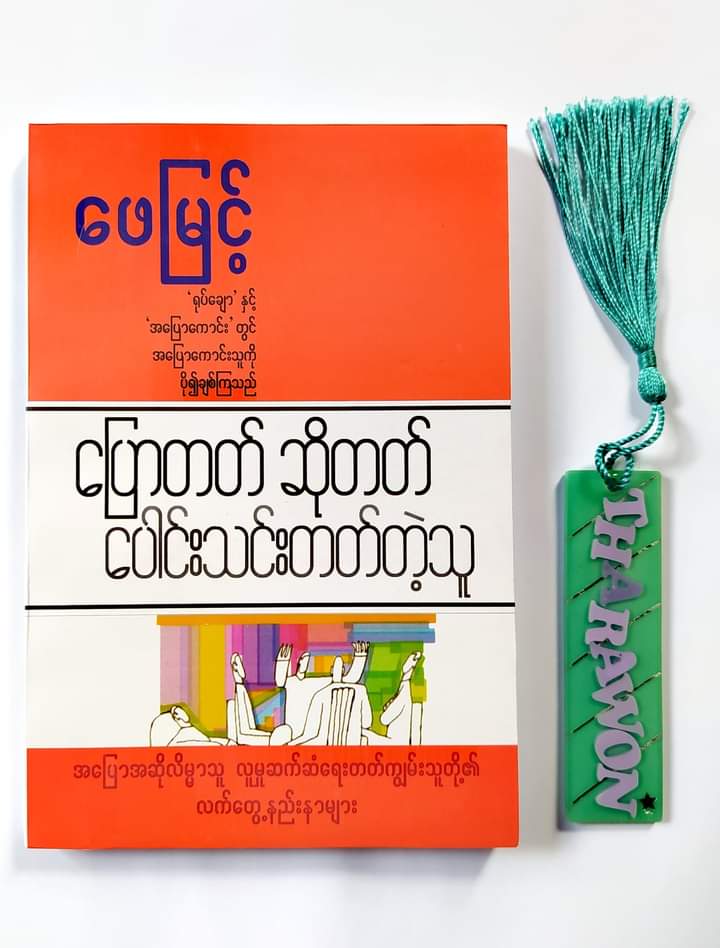 ဖေမြင့်
‘ရုပ်ချော’ နှင့်
‘အပြောကောင်း’ တွင်
အပြောကောင်းသူကို
ပို၍ချစ်ကြသည်
ပြောတတ် ဆိုတတ်
ပေါင်းသင်းတတ်တဲ့သူ
အပြောအဆိုလိမ္မာသူ လူမှုဆက်ဆံရေးတတ်ကျွမ်းသူတို့၏
လက်တွေ့နည်းနာများ
THARAWON